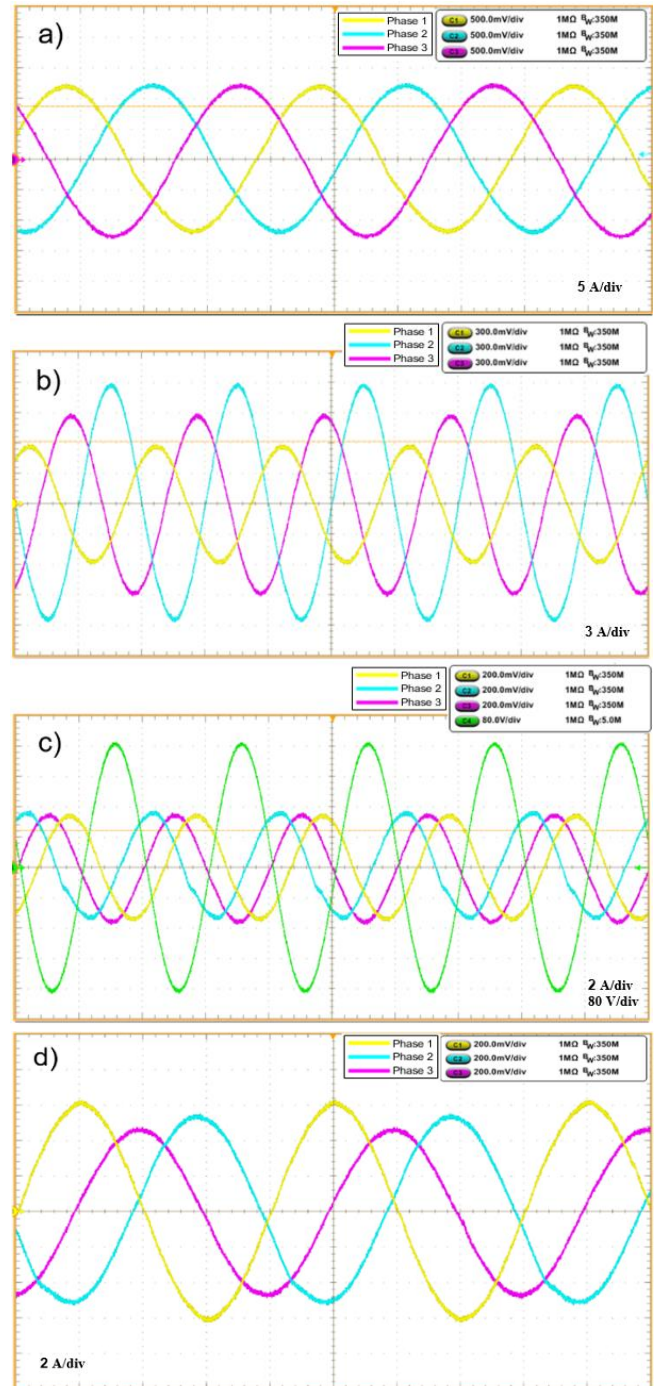 a)
Phase 1
Phase 2
Phase 3
C1 500.0mV/div 1MΩ BW:350M
C2 500.0mV/div 1MΩ BW:350M
C3 500.0mV/div 1MΩ BW:350M
5 A/div
b)
Phase 1
Phase 2
Phase 3
C1 300.0mV/div 1MΩ BW:350M
C2 300.0mV/div 1MΩ BW:350M
C3 300.0mV/div 1MΩ BW:350M
3 A/div
c)
Phase 1
Phase 2
Phase 3
C1 200.0mV/div 1MΩ BW:350M
C2 200.0mV/div 1MΩ BW:350M
C3 200.0mV/div 1MΩ BW:350M
C4 80.0V/div 1MΩ BW:5.0M
2 A/div
80 V/div
d)
Phase 1
Phase 2
Phase 3
C1 200.0mV/div 1MΩ BW:350M
C2 200.0mV/div 1MΩ BW:350M
C3 200.0mV/div 1MΩ BW:350M
2 A/div